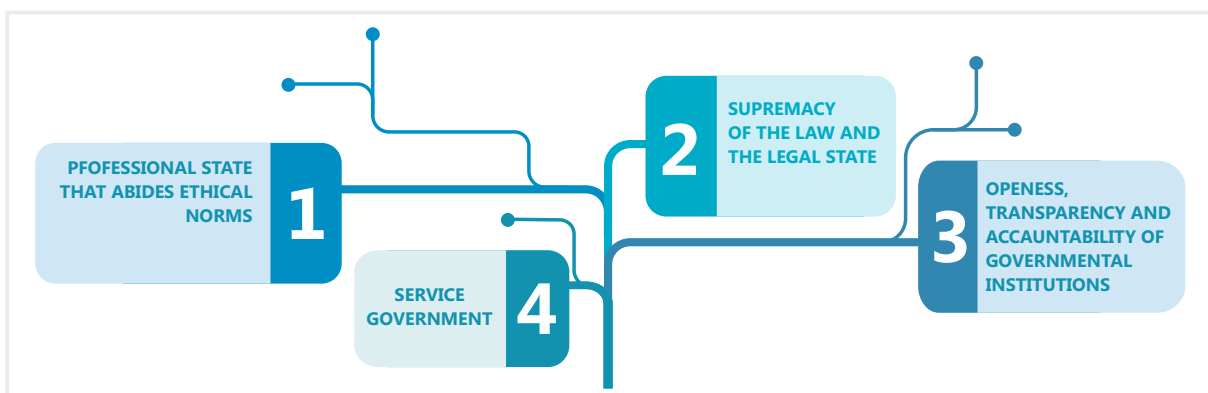 PFOFESSIONAL STATE
THAT ABIDES ETHICAL
NORMS
1
2
SUPREMACY
OF THE LAW AND
THE LEGAL STATE
3
OPENESS,
TRANSPARENCY AND
ACCAUNTABILITY OF
GOVERNMENTAL
INSTITUTIONS
SERVICE
GOVERNMENT
4